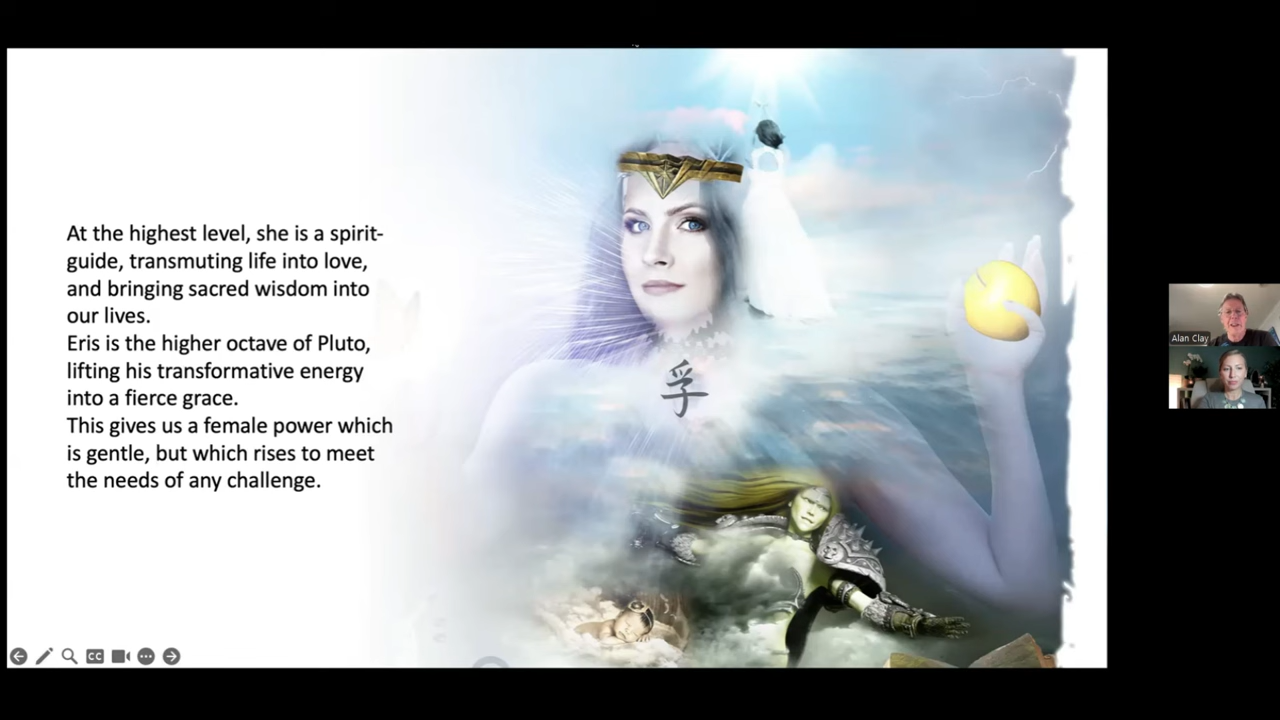 At the highest level, she is a spirit-
guide, transmuting life into love,
and bringing sacred wisdom into
our lives.
Eris is the higher octave of Pluto,
lifting his transformative energy
into a fierce grace.
This gives us a female power which
is gentle, but which rises to meet
the needs of any challenge.
孚
Alan Clay
CC